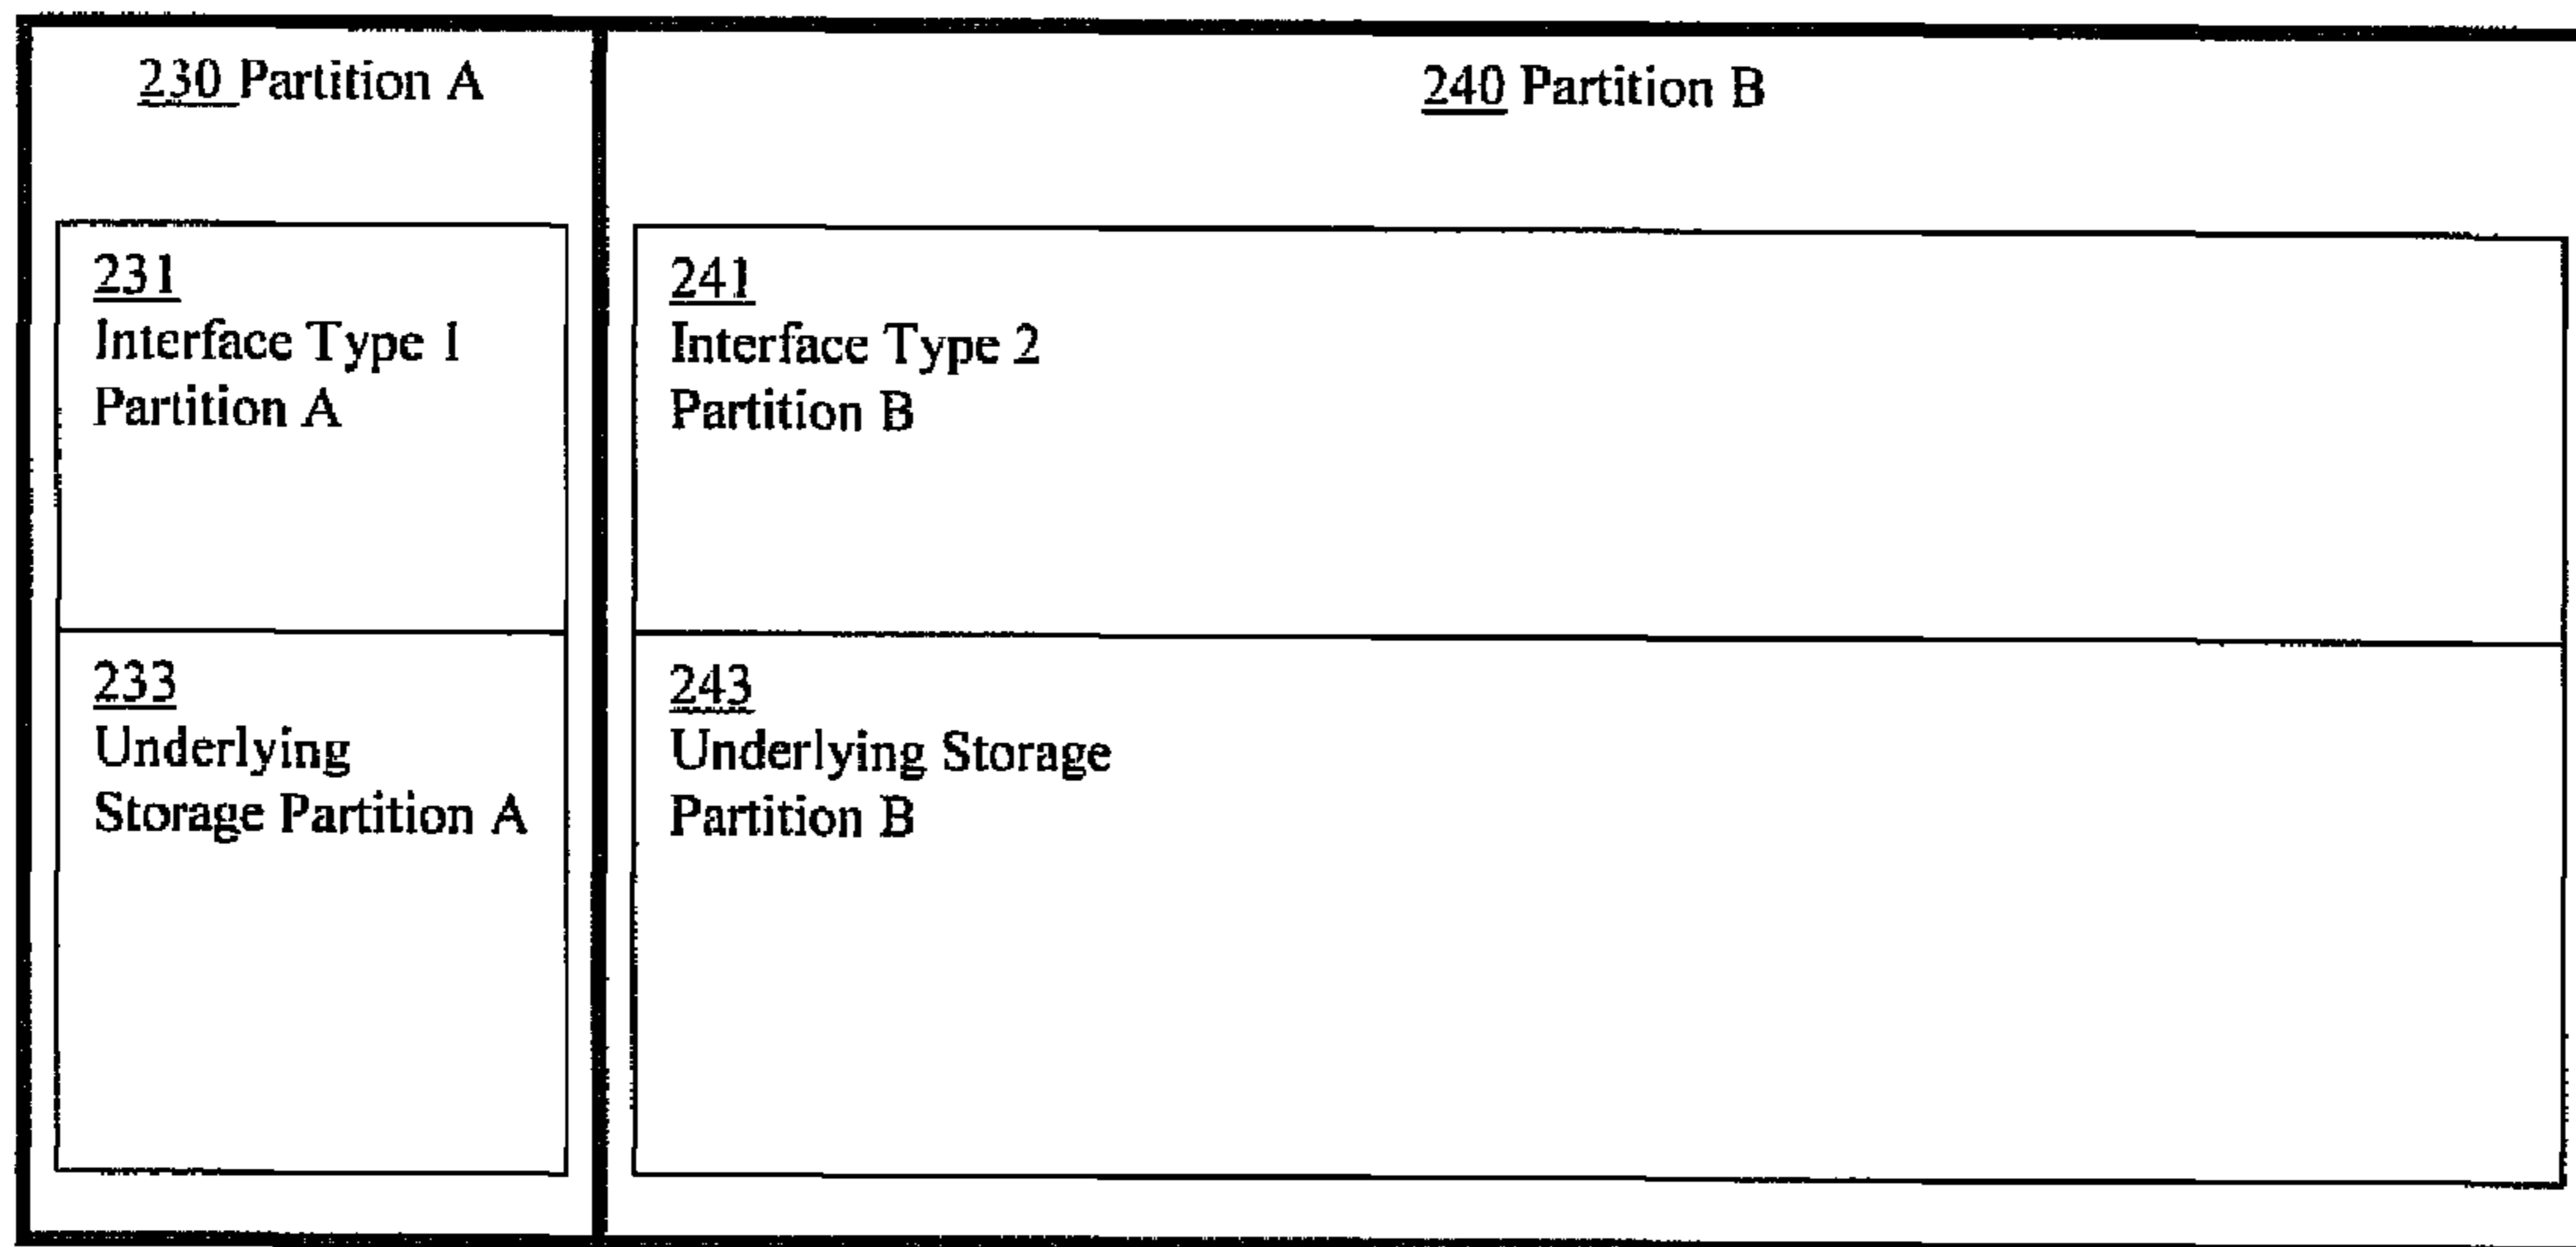 230 Partition A
240 Partition B
231
Interface Type 1
Partition A
241
Interface Type 2
Partition B
233
Underlying
Storage Partition A
243
Underlying Storage
Partition B